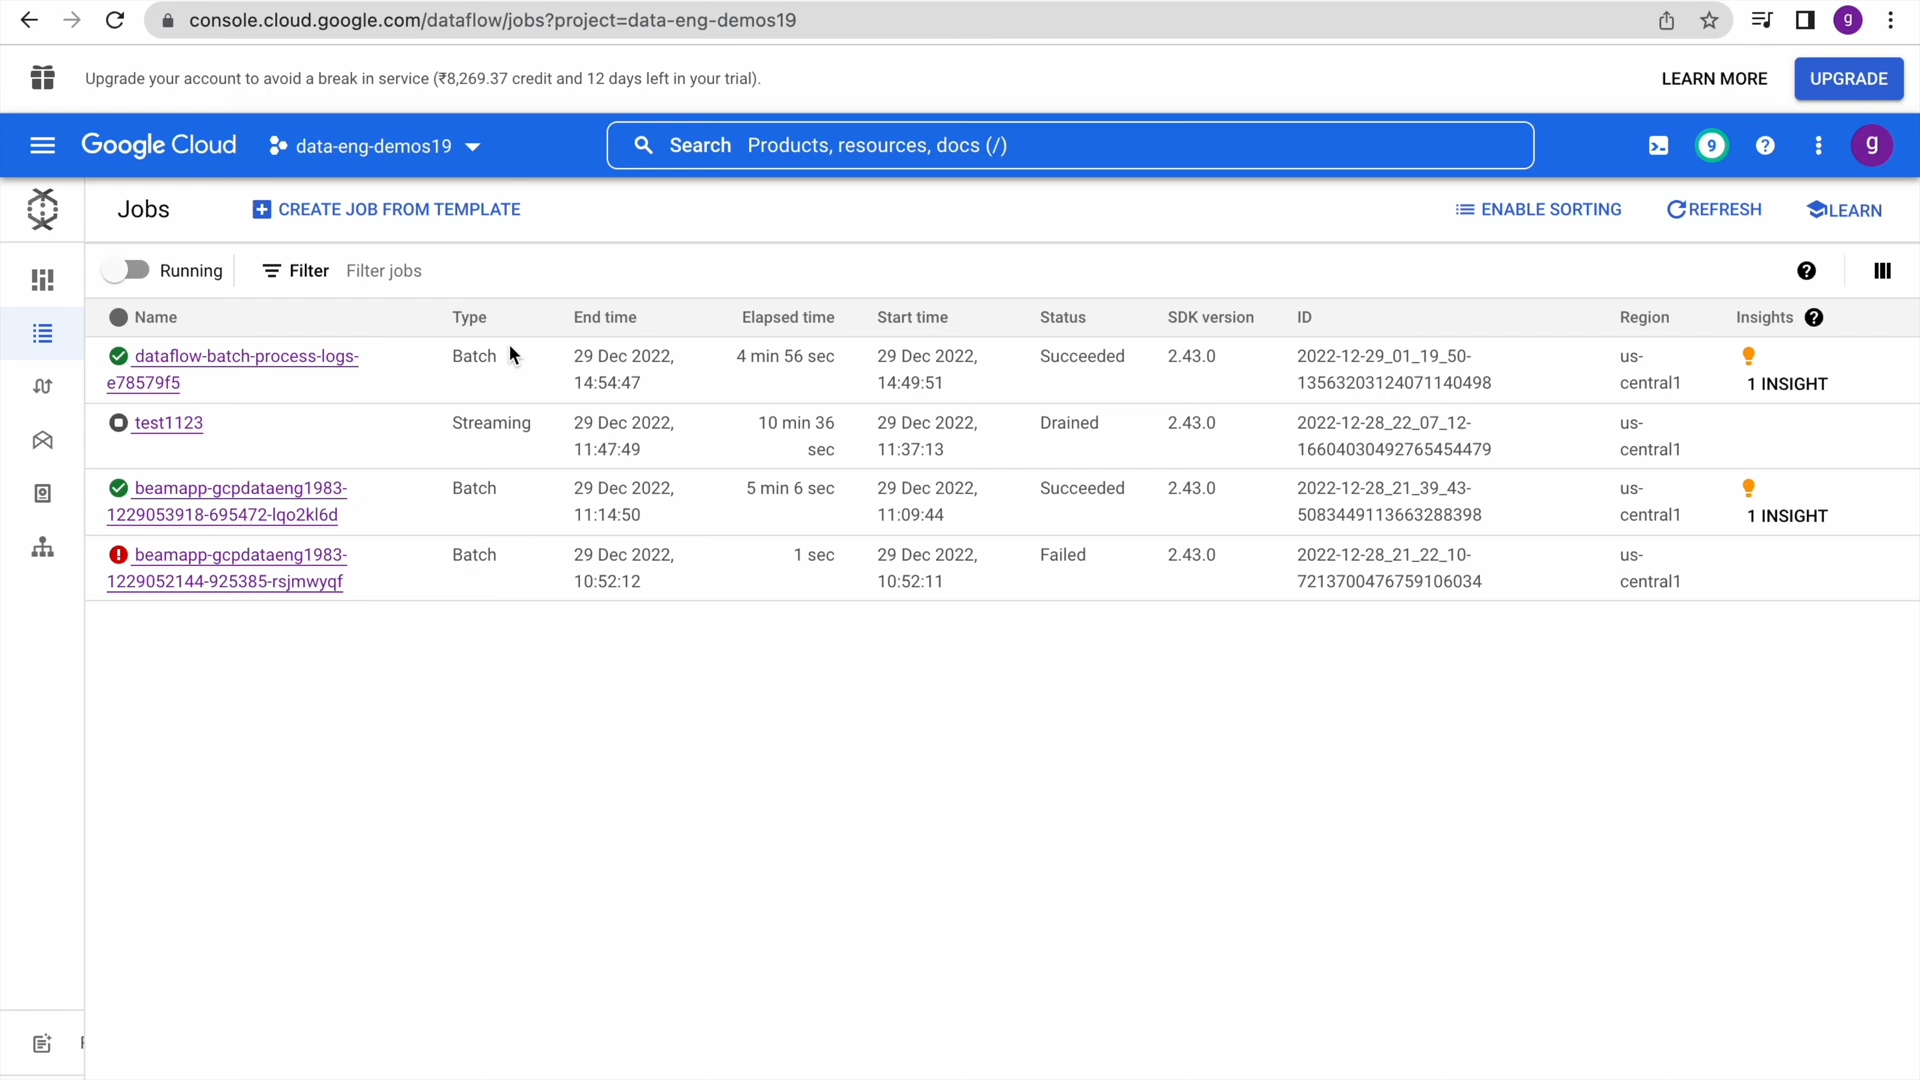 console.cloud.google.com/dataflow/jobs?project=data-eng-demos19
g
Upgrade your account to avoid a break in service (₹8,269.37 credit and 12 days left in your trial).
LEARN MORE
UPGRADE
Google Cloud
data-eng-demos19
Search Products, resources, docs (/)
9
g
Jobs
CREATE JOB FROM TEMPLATE
ENABLE SORTING
REFRESH
LEARN
Running
Filter Filter jobs
Name Type End time Elapsed time Start time Status SDK version ID Region Insights
dataflow-batch-process-logs- Batch 29 Dec 2022, 4 min 56 sec 29 Dec 2022, Succeeded 2.43.0 2022-12-29_01_19_50- us-
e78579f5 14:54:47 14:49:51 13563203124071140498 central1 1 INSIGHT
test1123 Streaming 29 Dec 2022, 10 min 36 29 Dec 2022, Drained 2.43.0 2022-12-28_22_07_12- us-
11:47:49 sec 11:37:13 16604030492765454479 central1
beamapp-gcpdataeng1983- Batch 29 Dec 2022, 5 min 6 sec 29 Dec 2022, Succeeded 2.43.0 2022-12-28_21_39_43- us-
1229053918-695472-lqo2kl6d 11:14:50 11:09:44 5083449113663288398 central1 1 INSIGHT
beamapp-gcpdataeng1983- Batch 29 Dec 2022, 1 sec 29 Dec 2022, Failed 2.43.0 2022-12-28_21_22_10- us-
1229052144-925385-rsjmwyqf 10:52:12 10:52:11 7213700476759106034 central1